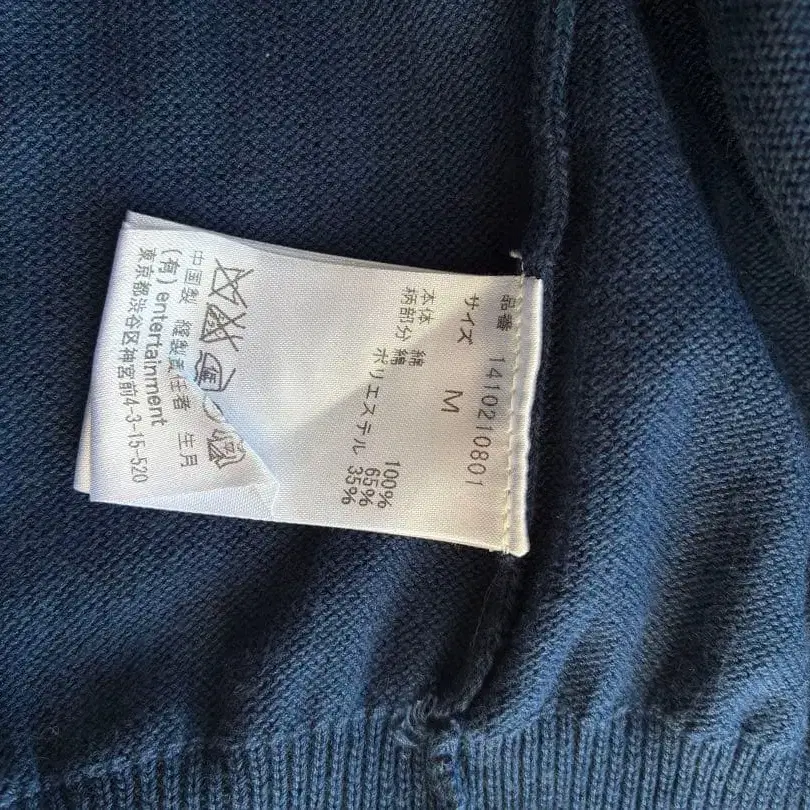 品番 1410210801
サイズ M
本体 綿 100%
柄部分 綿 65%
ポリエステル 35%
中国製 縫製責任者 生月
(有) entertainment
東京都渋谷区神宮前4-3-15-520